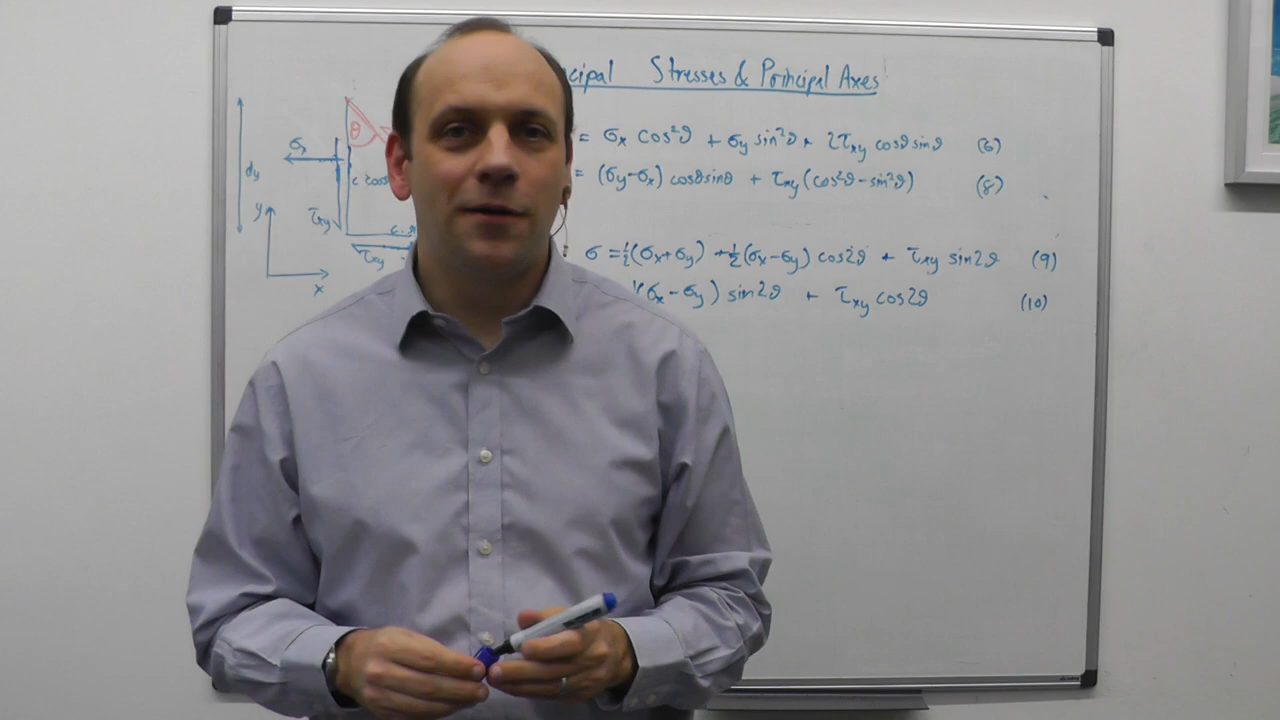 cipal Stresses & Principal Axes
θ
= σx cos²ϑ + σy sin²ϑ + 2τxy cosϑ sinϑ (6)
σx
dy
= (σy-σx) cosϑ sinϑ + τxy (cos²ϑ - sin²ϑ) (8)
y
τxy
τxy
x
σ = ½(σx+σy) + ½(σx-σy) cos2ϑ + τxy sin2ϑ (9)
(σx - σy) sin2ϑ + τxy cos2ϑ (10)